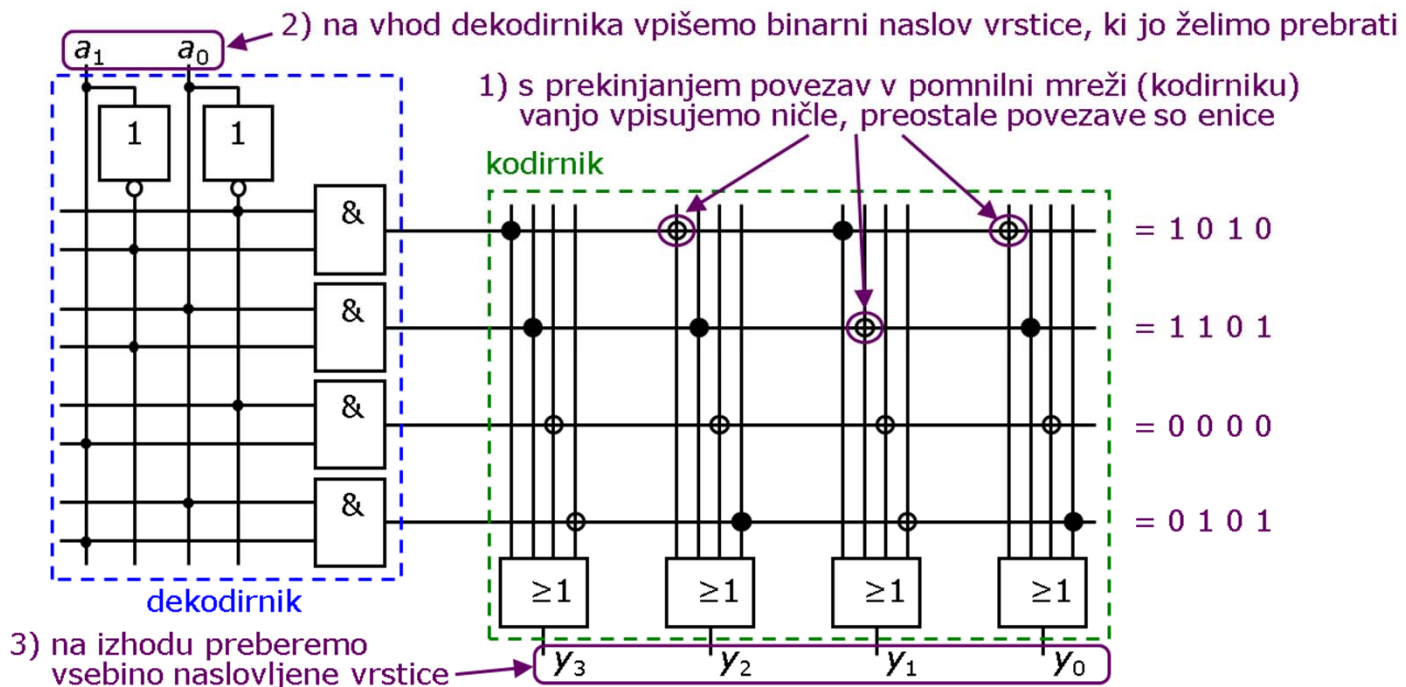 2) na vhod dekodirnika vpišemo binarni naslov vrstice, ki jo želimo prebrati
a1 a0
1) s prekinjanjem povezav v pomnilni mreži (kodirniku)
vanjo vpisujemo ničle, preostale povezave so enice
1 1
kodirnik
& = 1 0 1 0
& = 1 1 0 1
& = 0 0 0 0
& = 0 1 0 1
≥1 ≥1 ≥1 ≥1
dekodirnik
3) na izhodu preberemo
vsebino naslovljene vrstice
y3 y2 y1 y0